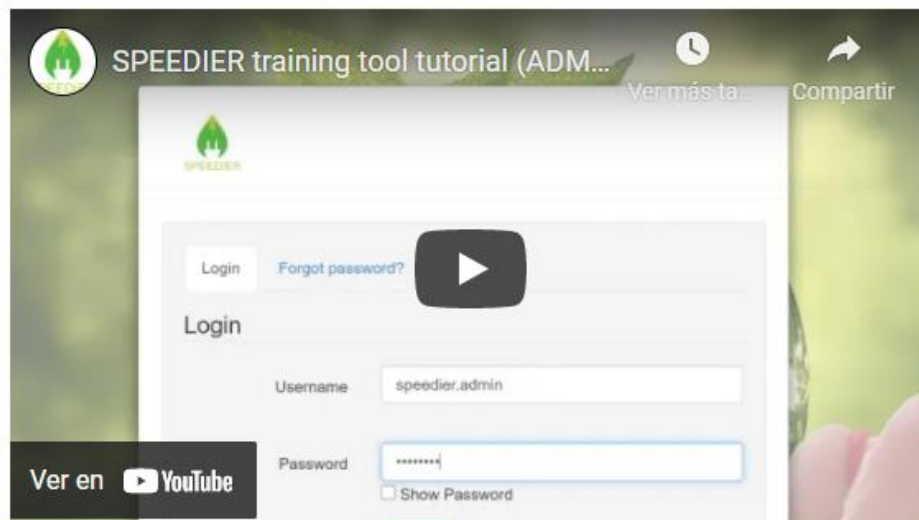 SPEEDIER training tool tutorial (ADM...
Ver más ta...
Compartir
SPEEDIER
Login
Forgot password?
Login
Username
speedier.admin
Password
Show Password
Ver en YouTube